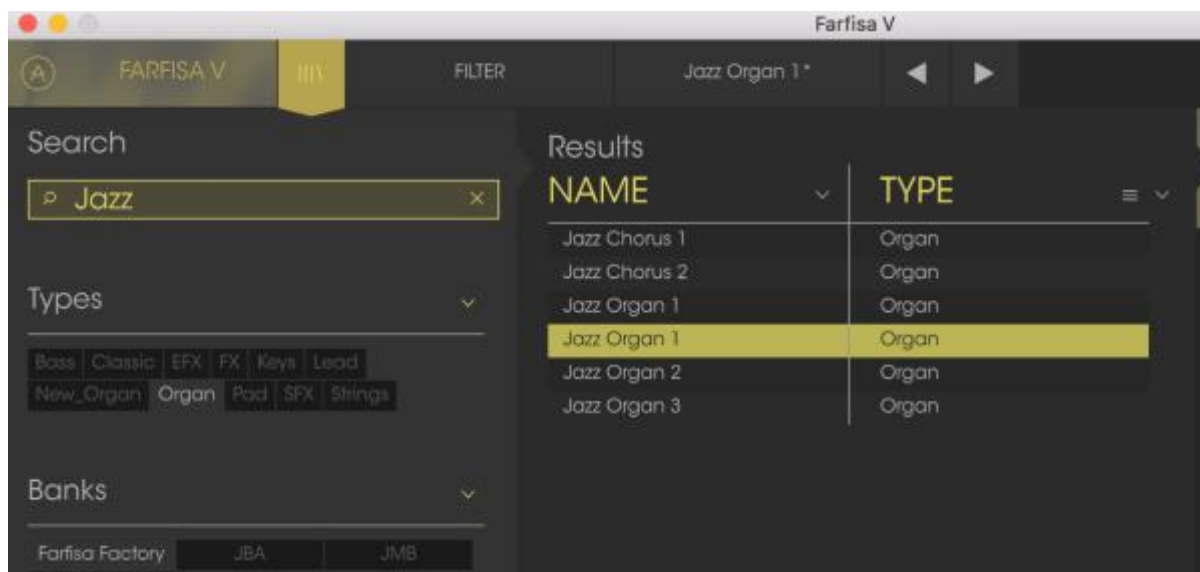 Farfisa V
A FARFISA V FILTER Jazz Organ 1*
Search
Jazz
Types
Bass Classic EFX FX Keys Lead
New_Organ Organ Pad SFX Strings
Banks
Farfisa Factory JBA JMB
Results
NAME TYPE
Jazz Chorus 1 Organ
Jazz Chorus 2 Organ
Jazz Organ 1 Organ
Jazz Organ 1 Organ
Jazz Organ 2 Organ
Jazz Organ 3 Organ